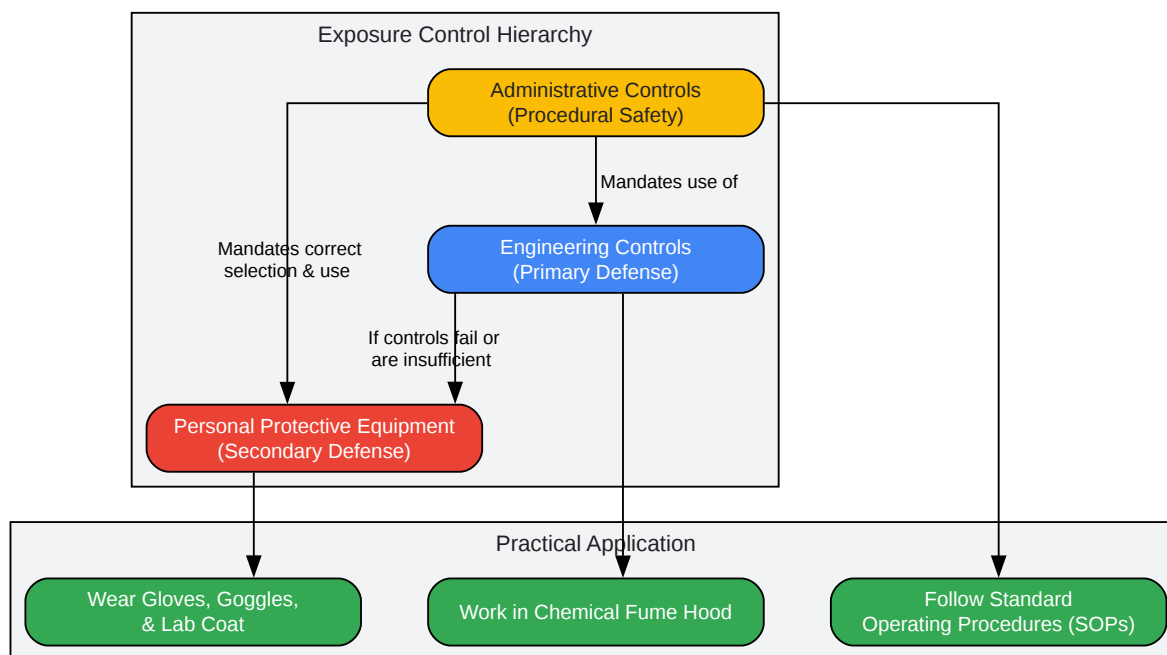 Exposure Control Hierarchy
Administrative Controls
(Procedural Safety)
Mandates use of
Mandates correct
selection & use
Engineering Controls
(Primary Defense)
If controls fail or
are insufficient
Personal Protective Equipment
(Secondary Defense)
Practical Application
Wear Gloves, Goggles,
& Lab Coat
Work in Chemical Fume Hood
Follow Standard
Operating Procedures (SOPs)